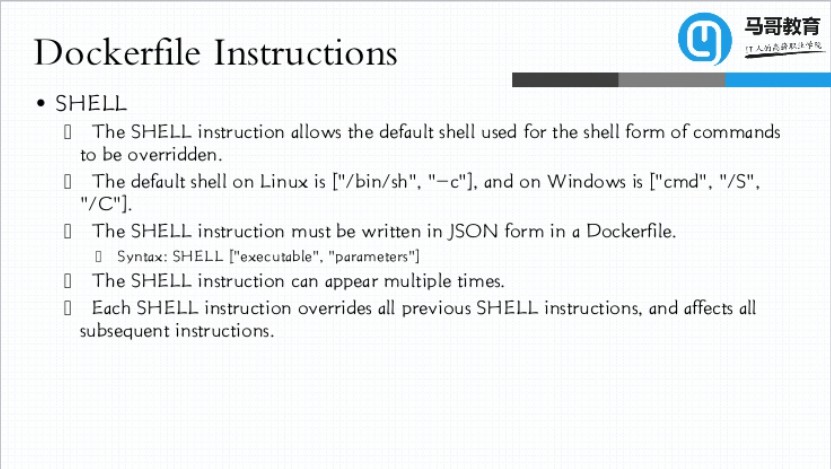 Dockerfile Instructions
马哥教育
IT人的高薪职业学院
• SHELL
The SHELL instruction allows the default shell used for the shell form of commands
to be overridden.
The default shell on Linux is ["/bin/sh", "-c"], and on Windows is ["cmd", "/S",
"/C"].
The SHELL instruction must be written in JSON form in a Dockerfile.
Syntax: SHELL ["executable", "parameters"]
The SHELL instruction can appear multiple times.
Each SHELL instruction overrides all previous SHELL instructions, and affects all
subsequent instructions.